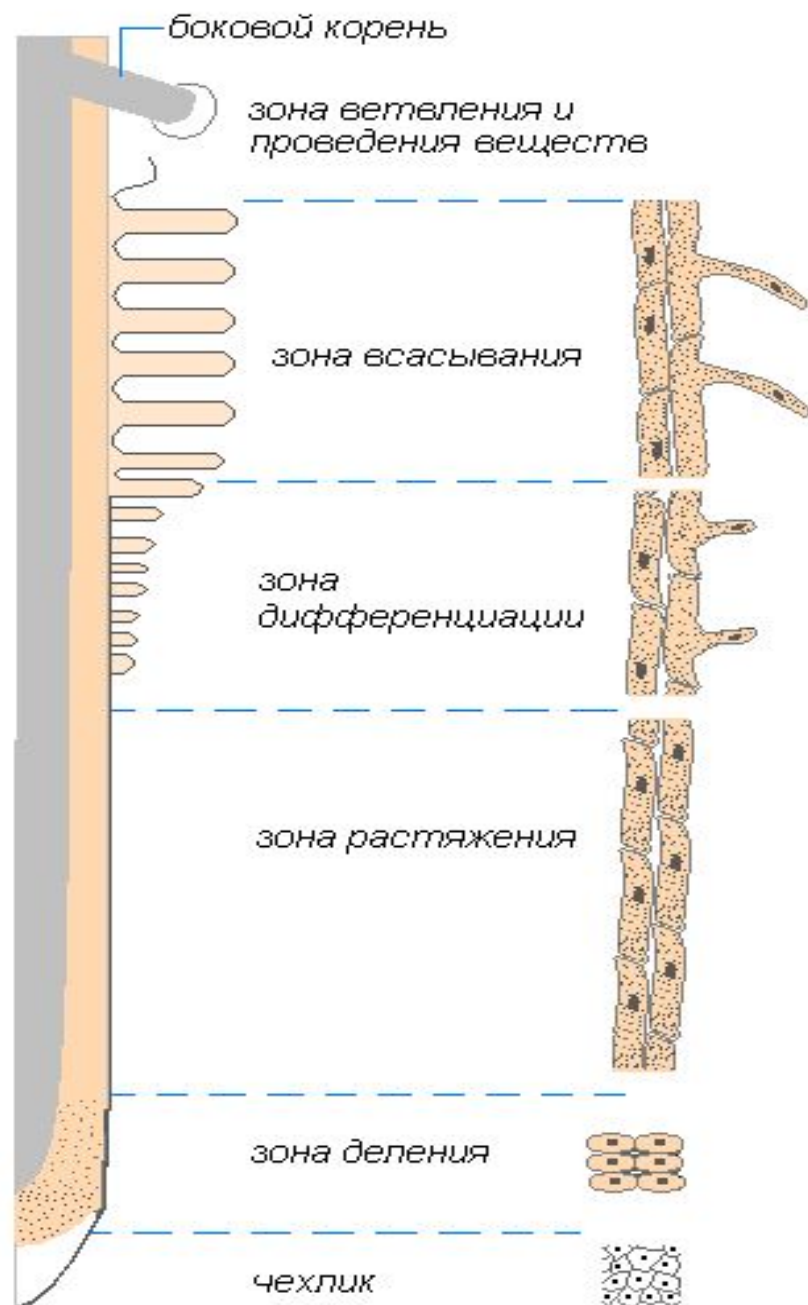 боковой корень
зона ветвления и
проведения веществ
зона всасывания
зона
дифференциации
зона растяжения
зона деления
чехлик